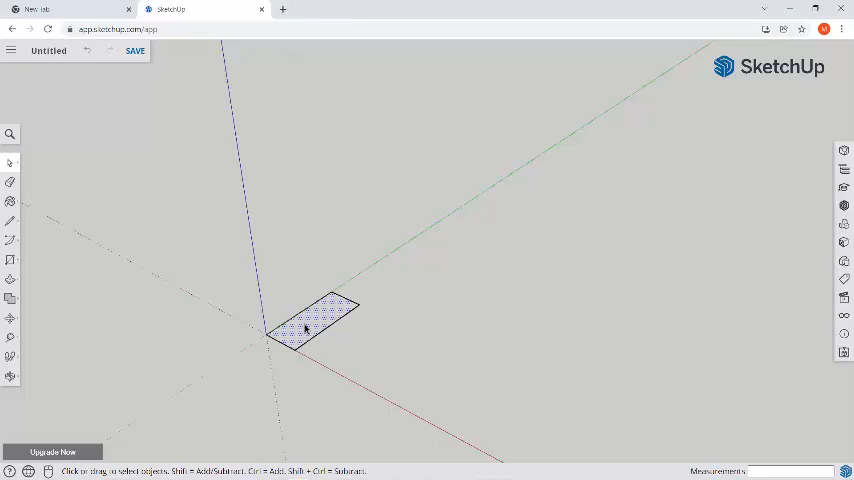 New Tab
SketchUp
app.sketchup.com/app
M
Untitled
SAVE
SketchUp
Upgrade Now
Click or drag to select objects. Shift = Add/Subtract. Ctrl = Add. Shift + Ctrl = Subtract.
Measurements